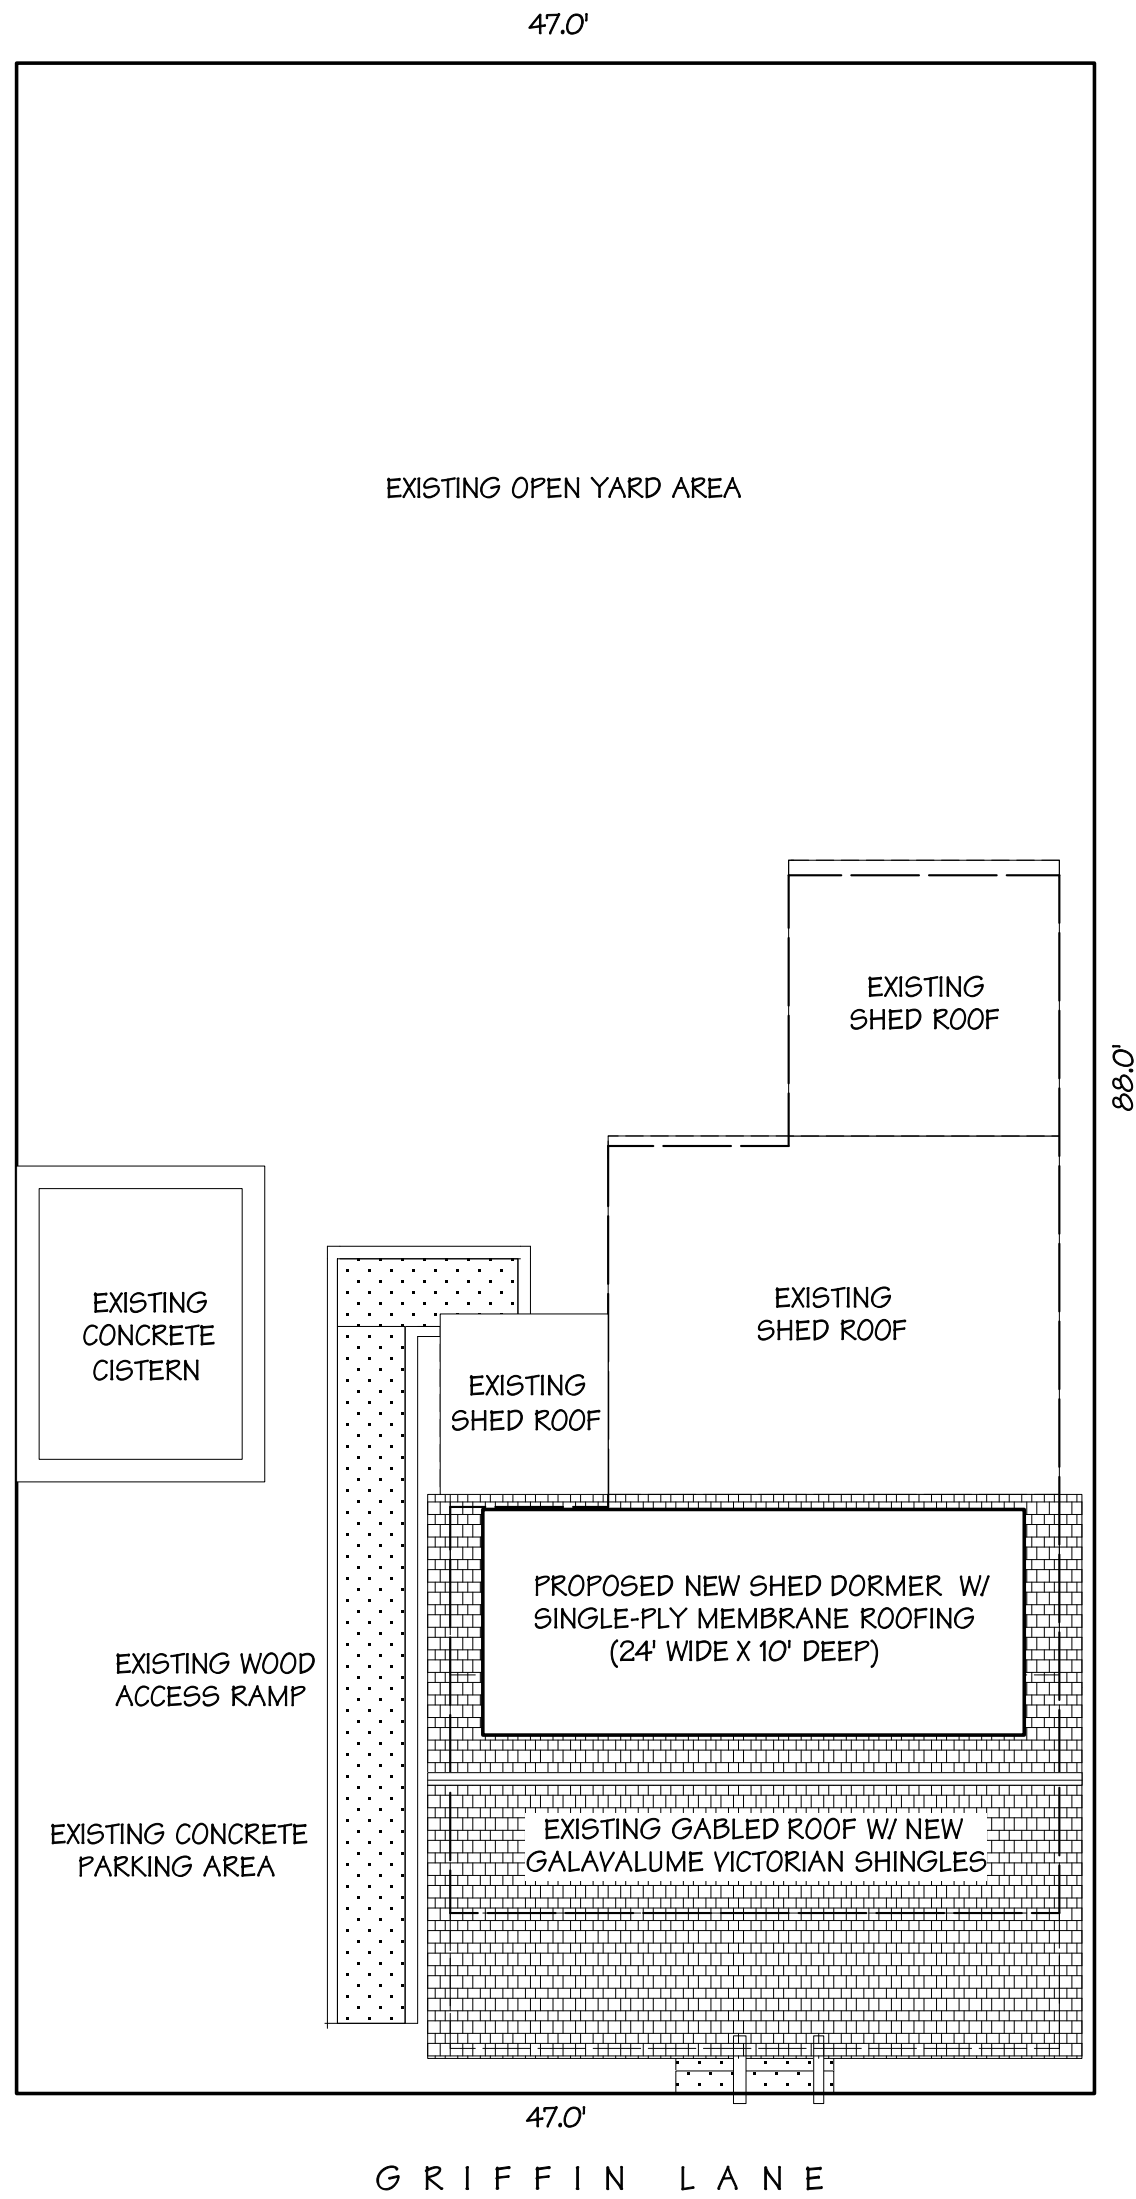 47.0'
EXISTING OPEN YARD AREA
EXISTING
SHED ROOF
88.0'
EXISTING
CONCRETE
CISTERN
EXISTING
SHED ROOF
EXISTING
SHED ROOF
PROPOSED NEW SHED DORMER W/
SINGLE-PLY MEMBRANE ROOFING
(24' WIDE X 10' DEEP)
EXISTING WOOD
ACCESS RAMP
EXISTING CONCRETE
PARKING AREA
EXISTING GABLED ROOF W/ NEW
GALAVALUME VICTORIAN SHINGLES
47.0'
GRIFFIN LANE